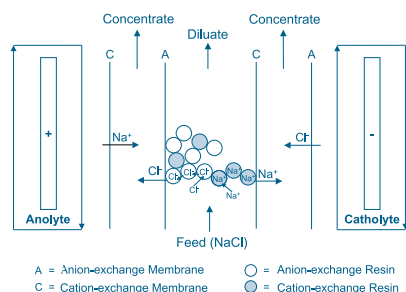 Concentrate
Concentrate
Diluate
C
A
C
A
+
-
Na⁺
Cl⁻
Cl⁻
Cl⁻
Cl⁻
Cl⁻
Cl⁻
Na⁺
Na⁺
Na⁺
Na⁺
Na⁺
Anolyte
Catholyte
Feed (NaCl)
A = Anion-exchange Membrane
= Anion-exchange Resin
C = Cation-exchange Membrane
= Cation-exchange Resin